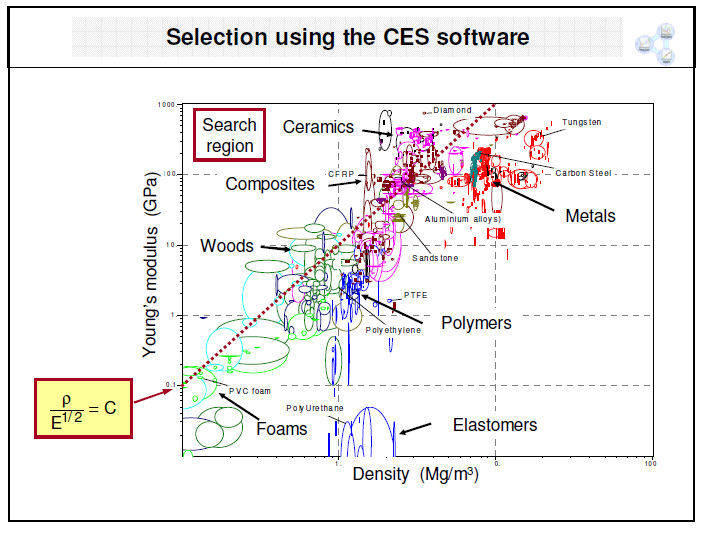 Selection using the CES software
1000
Search
region
Ceramics
Diamond
Tungsten
CFRP
100
Carbon Steel
Composites
Metals
Aluminium alloys)
Woods
10
Sandstone
PTFE
1
Polyethylene
Polymers
0.1
PVC foam
ρ
E1/2 = C
PolyUrethane
Foams
Elastomers
Young's modulus (GPa)
1.
0.
100
Density (Mg/m³)